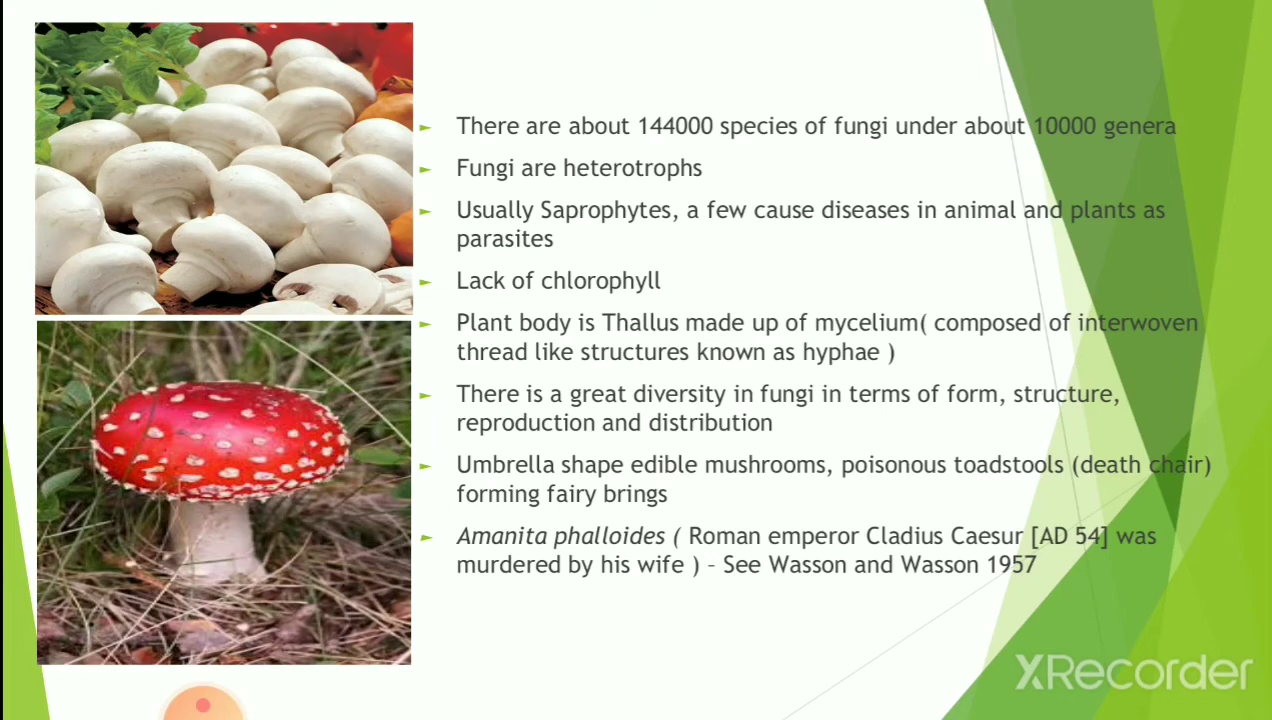 There are about 144000 species of fungi under about 10000 genera
Fungi are heterotrophs
Usually Saprophytes, a few cause diseases in animal and plants as
parasites
Lack of chlorophyll
Plant body is Thallus made up of mycelium( composed of interwoven
thread like structures known as hyphae )
There is a great diversity in fungi in terms of form, structure,
reproduction and distribution
Umbrella shape edible mushrooms, poisonous toadstools (death chair)
forming fairy brings
Amanita phalloides ( Roman emperor Cladius Caesur [AD 54] was
murdered by his wife ) – See Wasson and Wasson 1957
XRecorder